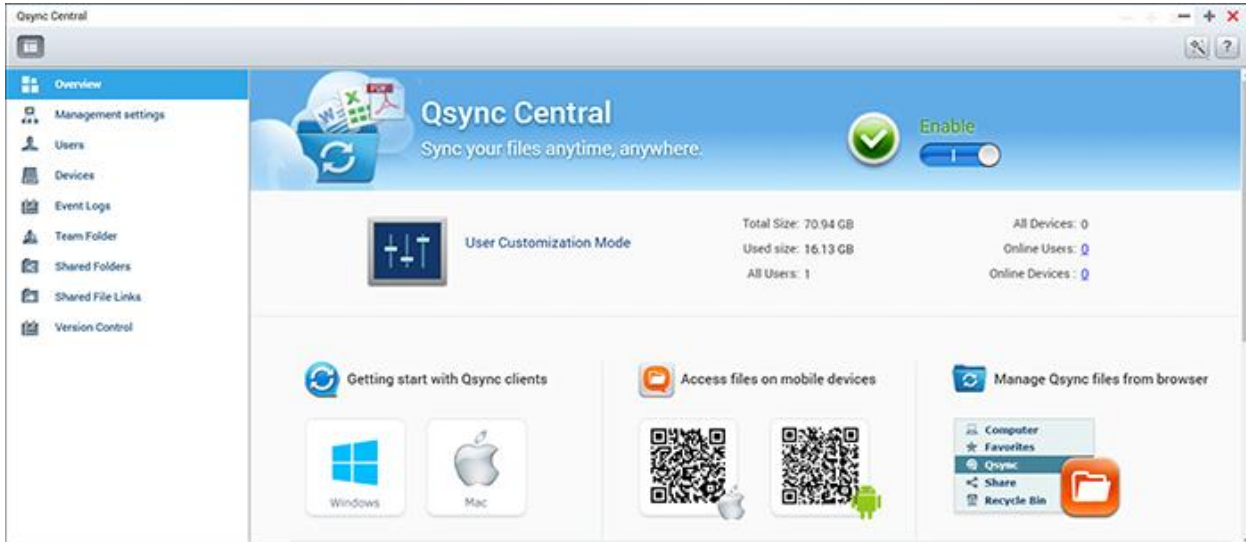 Qsync Central
Overview
Management settings
Users
Devices
Event Logs
Team Folder
Shared Folders
Shared File Links
Version Control
Qsync Central
Sync your files anytime, anywhere.
Enable
User Customization Mode
Total Size: 70.94 GB
Used size: 16.13 GB
All Users: 1
All Devices: 0
Online Users: 0
Online Devices : 0
Getting start with Qsync clients
Windows
Mac
Access files on mobile devices
Manage Qsync files from browser
Computer
Favorites
Qsync
Share
Recycle Bin
PDF
W
X
?